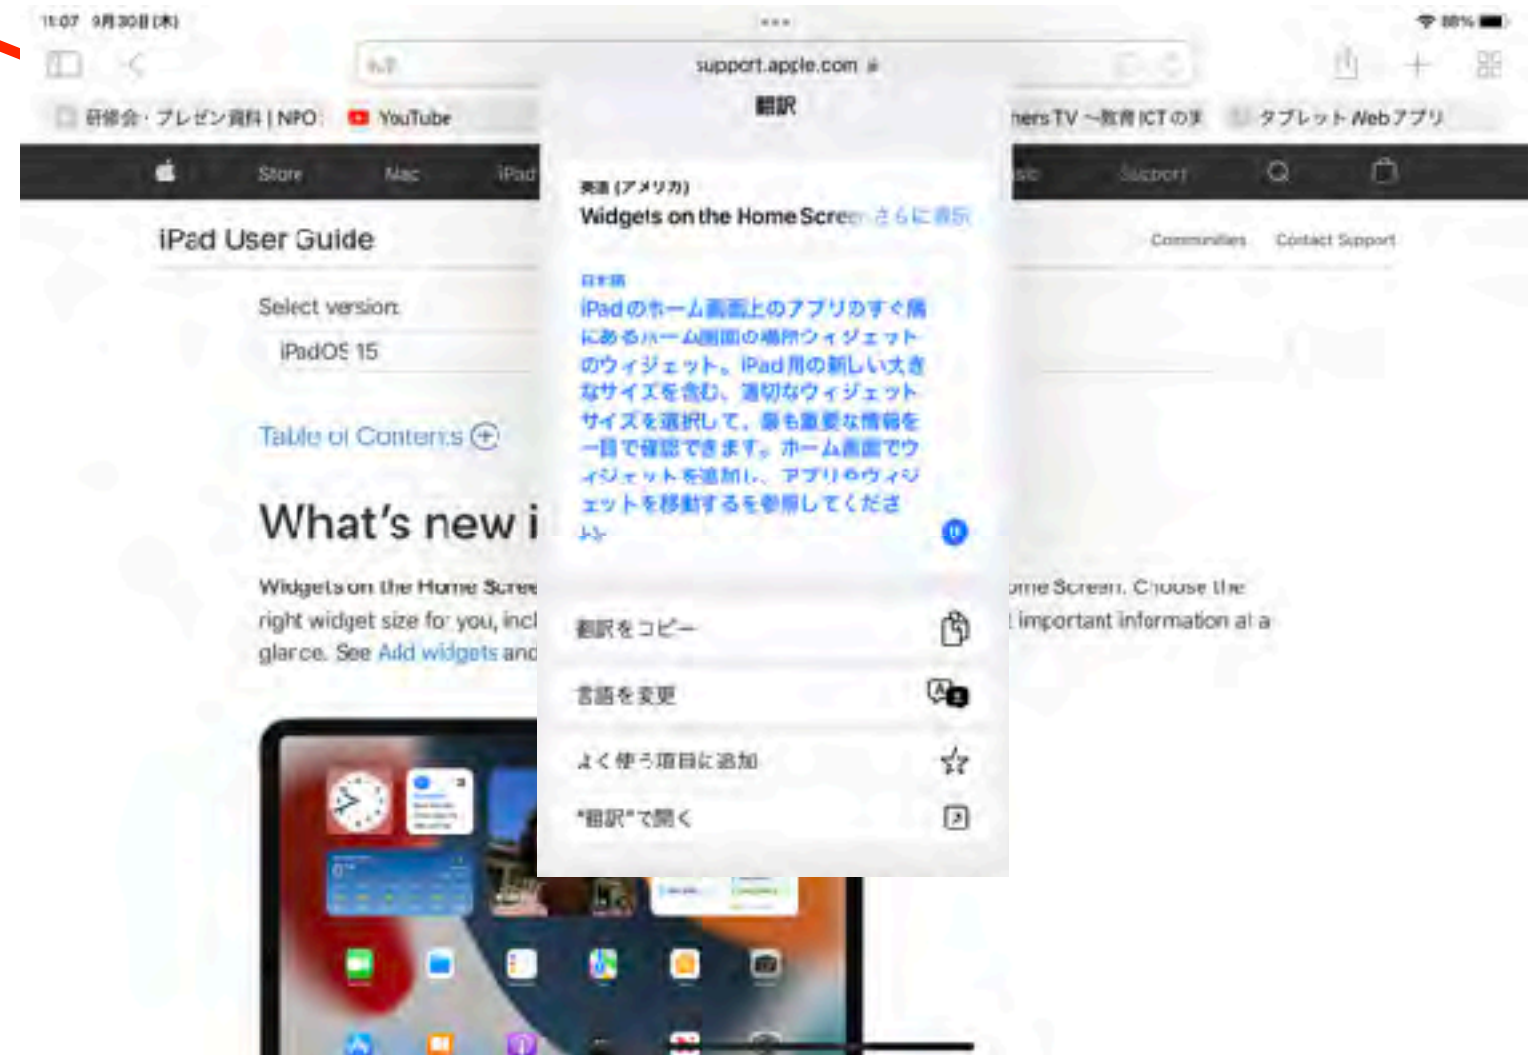 11:07 9月30日(木)
88%
support.apple.com
研修会・プレゼン資料 | NPO
YouTube
ners TV ～教育ICTの実
タブレット Webアプリ
Store
Mac
iPad
Support
翻訳
英語 (アメリカ)
Widgets on the Home Screen さらに表示
日本語
iPadのホーム画面上のアプリのすぐ隣
にあるホーム画面の場所ウィジェット
のウィジェット。iPad用の新しい大き
なサイズを含む、適切なウィジェット
サイズを選択して、最も重要な情報を
一目で確認できます。ホーム画面でウ
ィジェットを追加し、アプリやウィジ
ェットを移動するを参照してくださ
い
翻訳をコピー
言語を変更
よく使う項目に追加
"翻訳"で開く
iPad User Guide
Communities
Contact Support
Select version:
iPadOS 15
Table of Contents
What's new i
Widgets on the Home Scree
ome Screen. Choose the
right widget size for you, incl
important information at a
glance. See Add widgets and